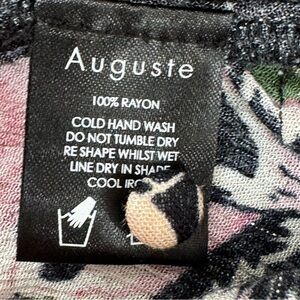 Auguste
100% RAYON
COLD HAND WASH
DO NOT TUMBLE DRY
RE SHAPE WHILST WET
LINE DRY IN SHADE
COOL